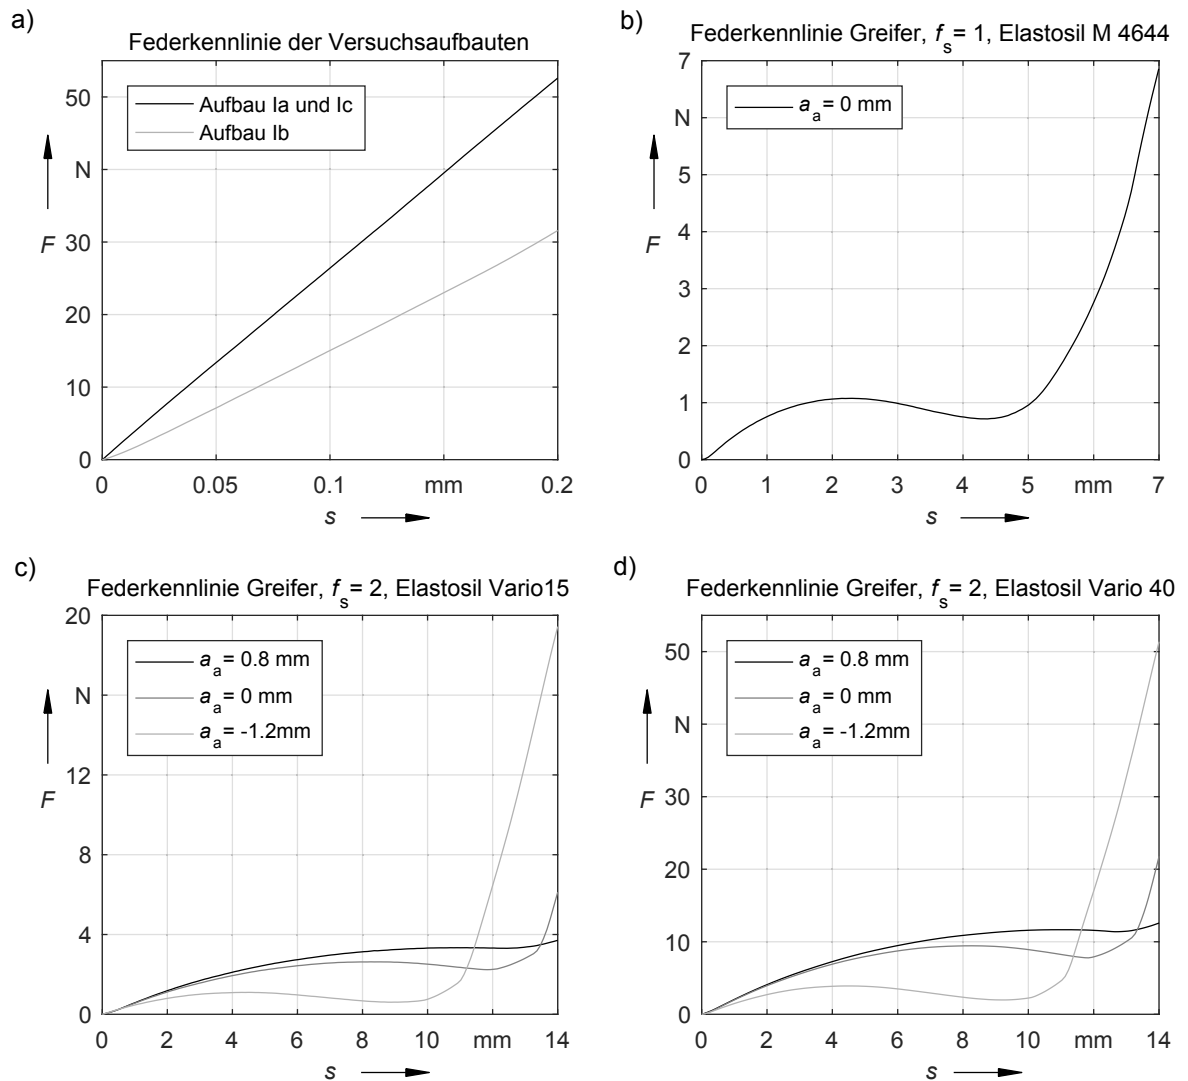 a)
Federkennlinie der Versuchsaufbauten
50
N
30
20
10
0
F
Aufbau Ia und Ic
Aufbau Ib
0 0.05 0.1 mm 0.2
s
b)
Federkennlinie Greifer, fs = 1, Elastosil M 4644
7
N
5
4
3
2
1
0
F
aa = 0 mm
0 1 2 3 4 5 mm 7
s
c)
Federkennlinie Greifer, fs = 2, Elastosil Vario15
20
N
12
8
4
0
F
aa = 0.8 mm
aa = 0 mm
aa = -1.2mm
0 2 4 6 8 10 mm 14
s
d)
Federkennlinie Greifer, fs = 2, Elastosil Vario 40
50
N
30
20
10
0
F
aa = 0.8 mm
aa = 0 mm
aa = -1.2mm
0 2 4 6 8 10 mm 14
s